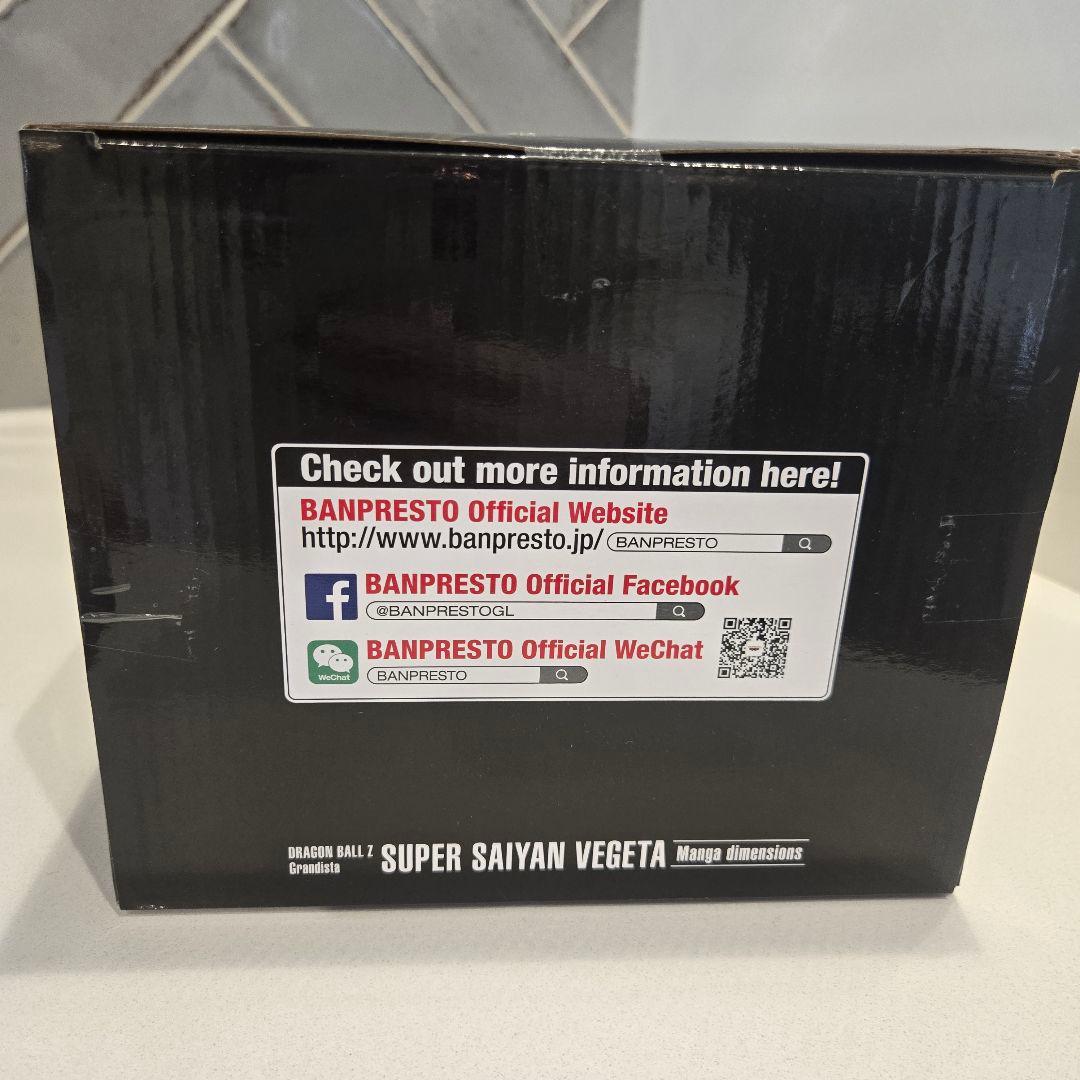 Check out more information here!
BANPRESTO Official Website
http://www.banpresto.jp/ BANPRESTO
BANPRESTO Official Facebook
@BANPRESTOGL
BANPRESTO Official WeChat
WeChat BANPRESTO
DRAGON BALL Z
Grandista
SUPER SAIYAN VEGETA Manga dimensions